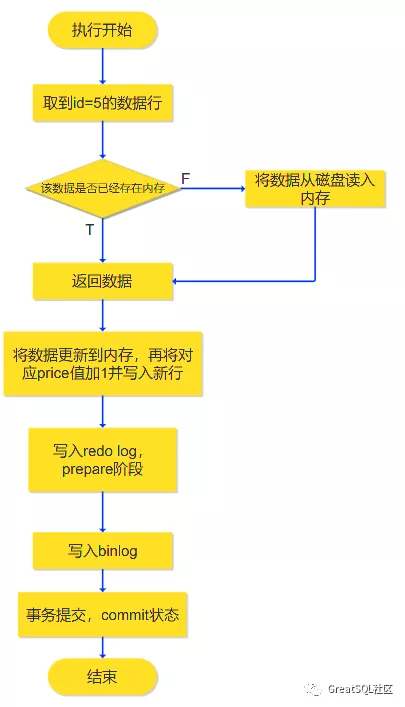 执行开始
取到id=5的数据行
该数据是否已经存在内存
F
将数据从磁盘读入
内存
T
返回数据
将数据更新到内存，再将对
应price值加1并写入新行
写入redo log，
prepare阶段
写入binlog
事务提交，commit状态
结束
GreatSQL社区